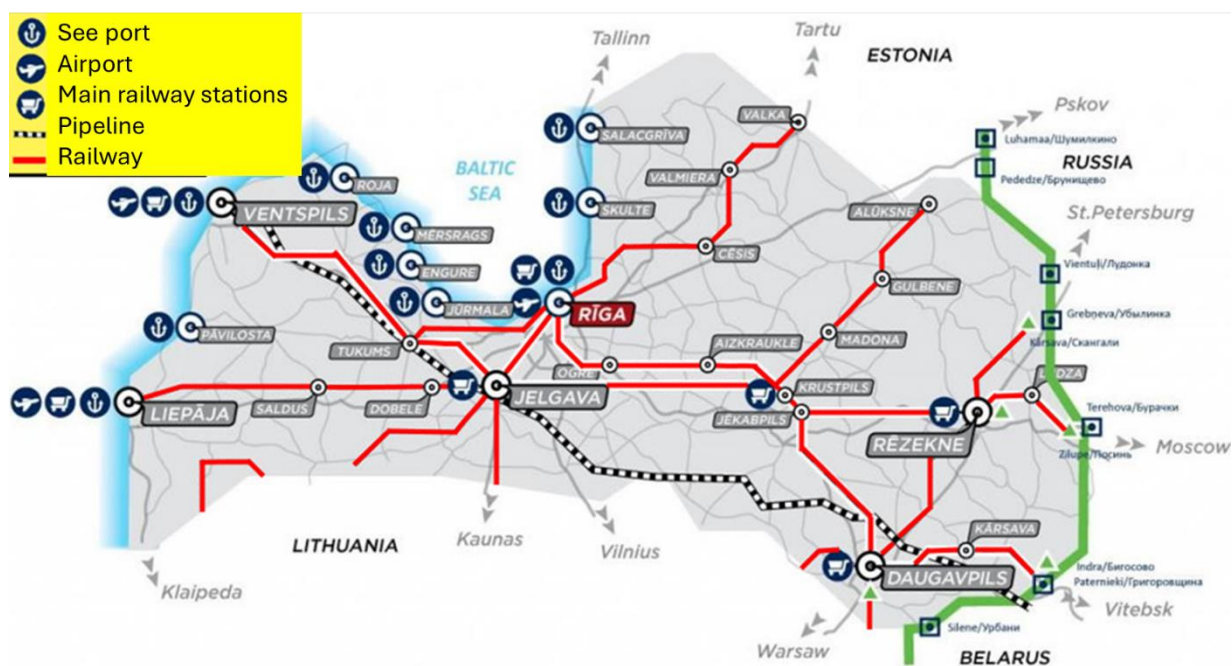 See port
Airport
Main railway stations
Pipeline
Railway
Tallinn
Tartu
ESTONIA
Pskov
Luhamaa/Шумилкино
RUSSIA
Pededze/Брунищево
St.Petersburg
Vientuļi/Лудонка
Grebņeva/Убылинка
Kārsava/Скангали
BALTIC
SEA
SALACGRĪVA
VALKA
VALMIERA
ROJA
VENTSPILS
SKULTE
ALŪKSNE
MĒRSRAGS
CĒSIS
ENGURE
GULBENE
JŪRMALA
RĪGA
PĀVILOSTA
TUKUMS
AIZKRAUKLE
MADONA
OGRE
LIEPĀJA
SALDUS
DOBELE
JELGAVA
KRUSTPILS
JĒKABPILS
RĒZEKNE
Terehova/Бурачки
Moscow
Zilupe/Посинь
LITHUANIA
Kaunas
Vilnius
Klaipeda
KĀRSAVA
DAUGAVPILS
Indra/Бигосово
Paternieki/Григоровщина
Vitebsk
Warsaw
Silene/Урбани
BELARUS